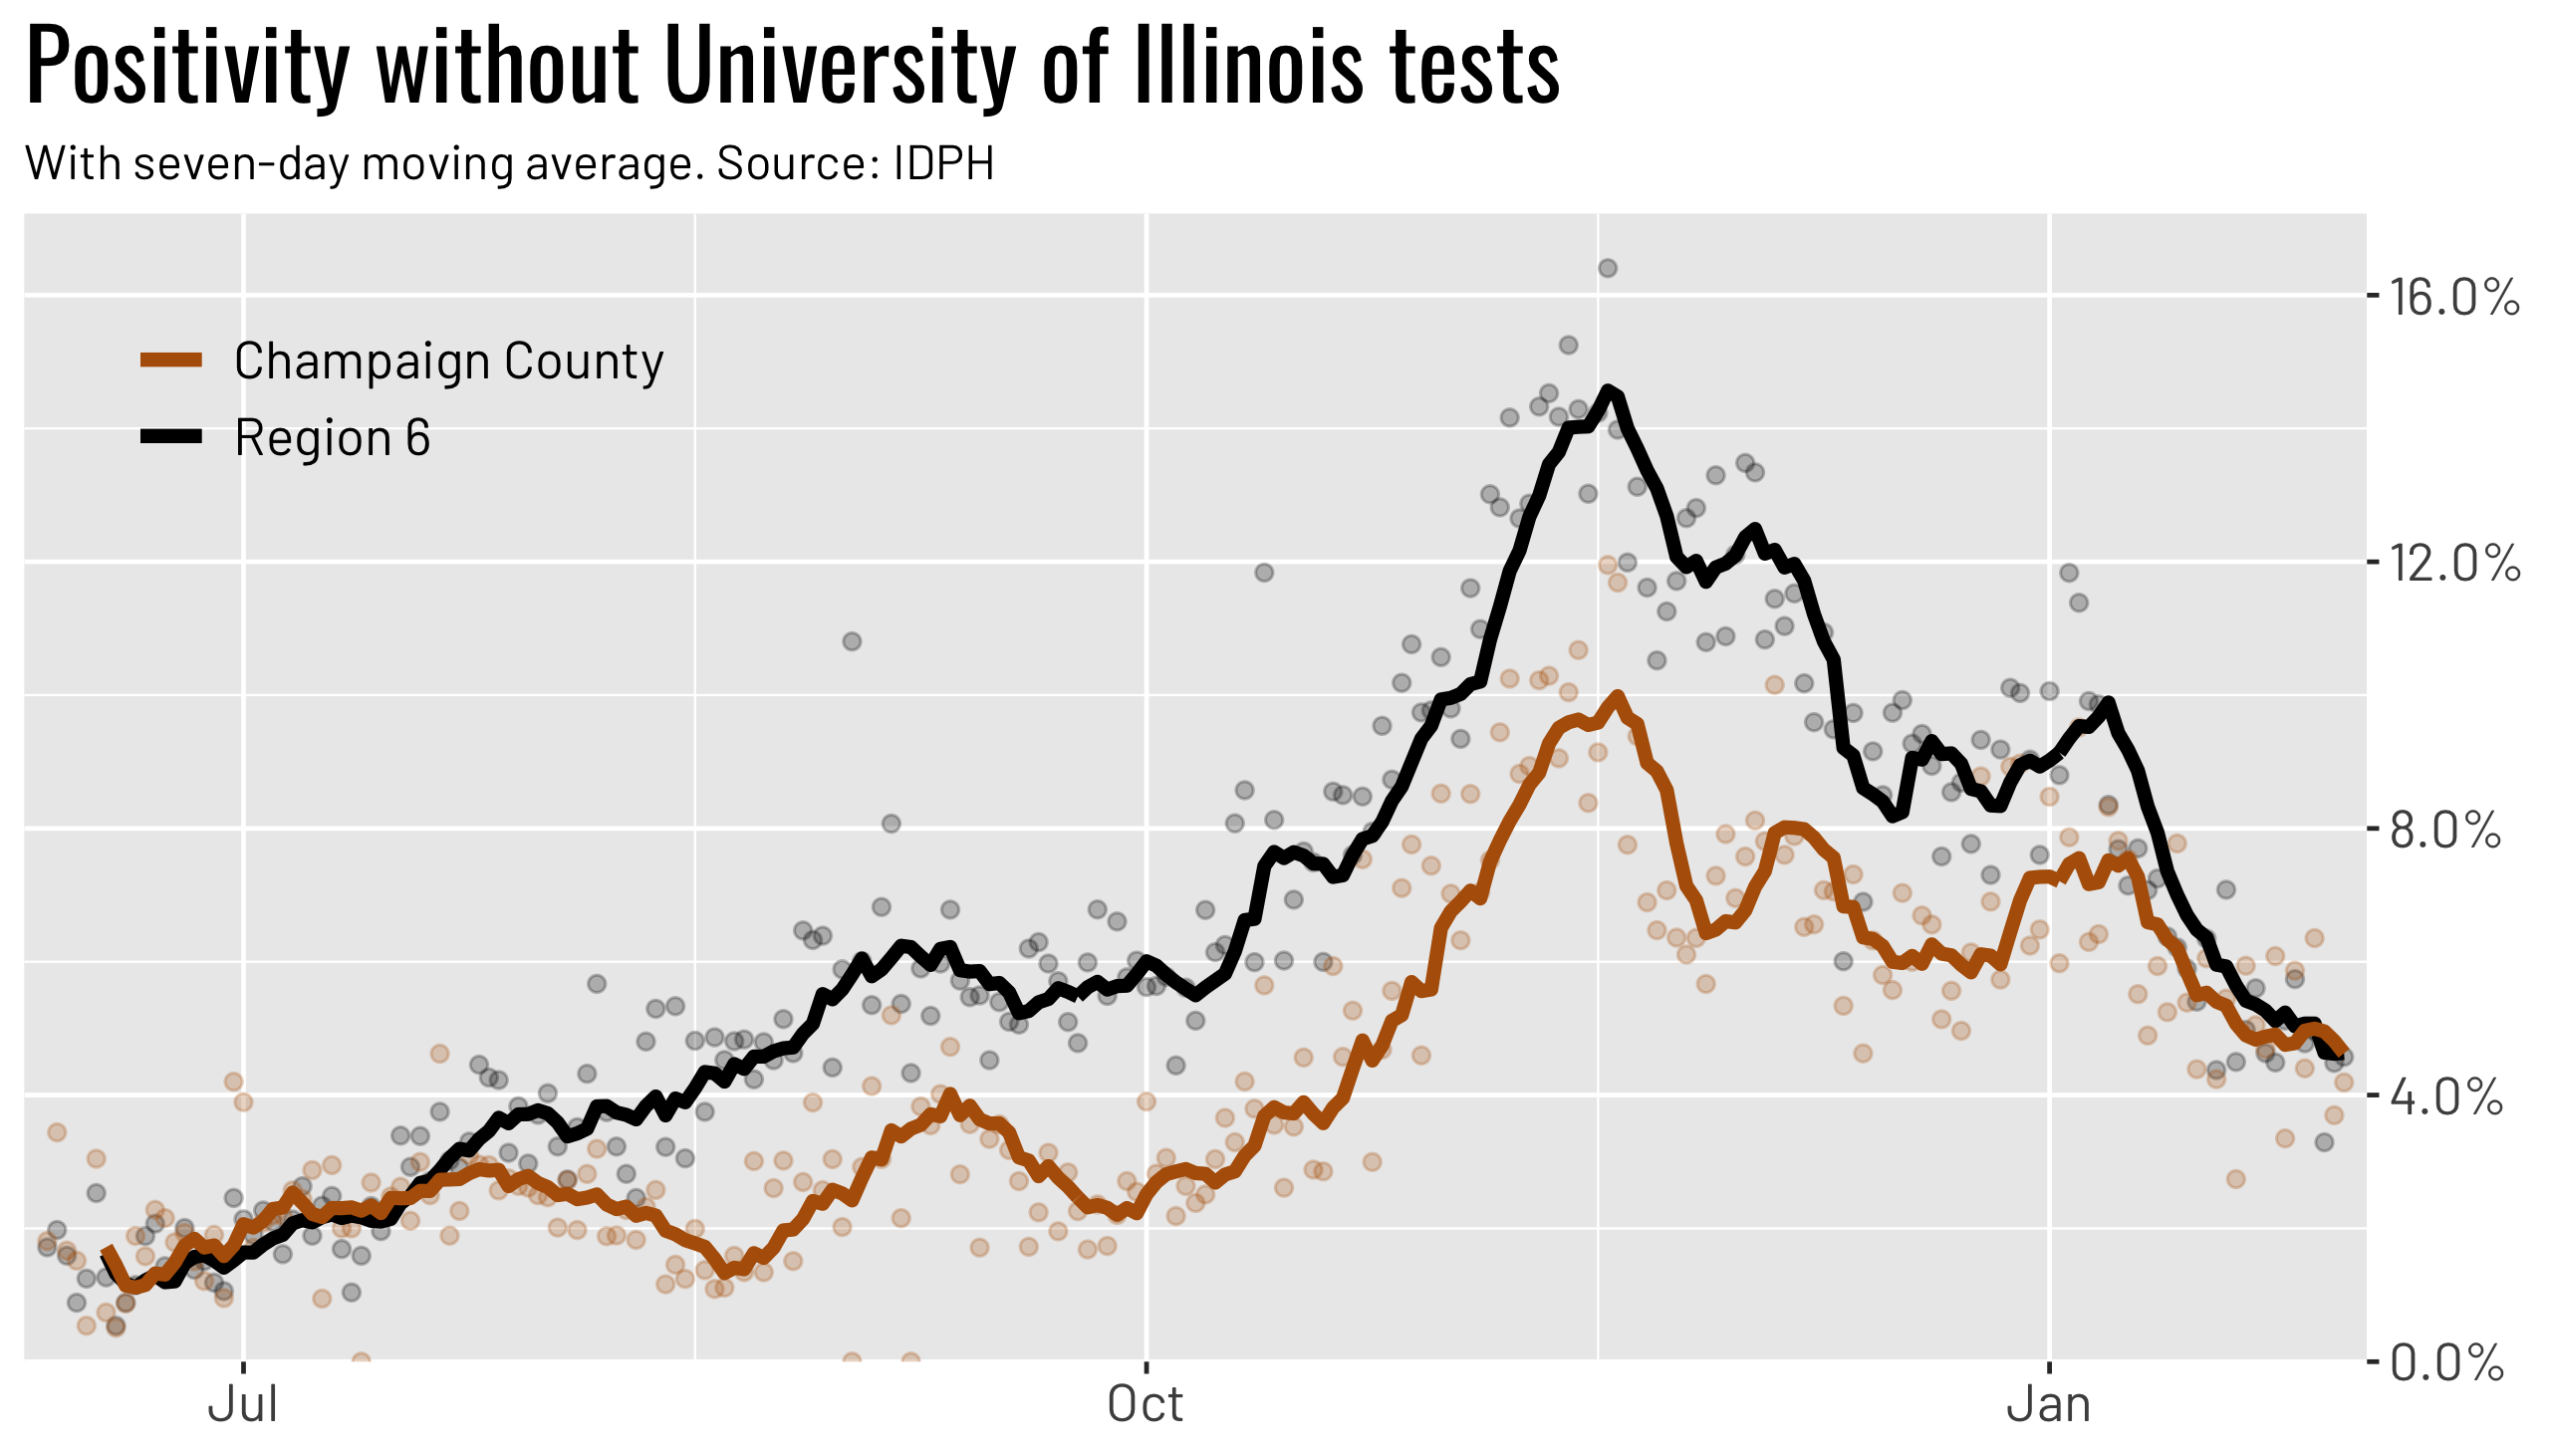 Positivity without University of Illinois tests
With seven-day moving average. Source: IDPH
Champaign County
Region 6
16.0%
12.0%
8.0%
4.0%
0.0%
Jul Oct Jan